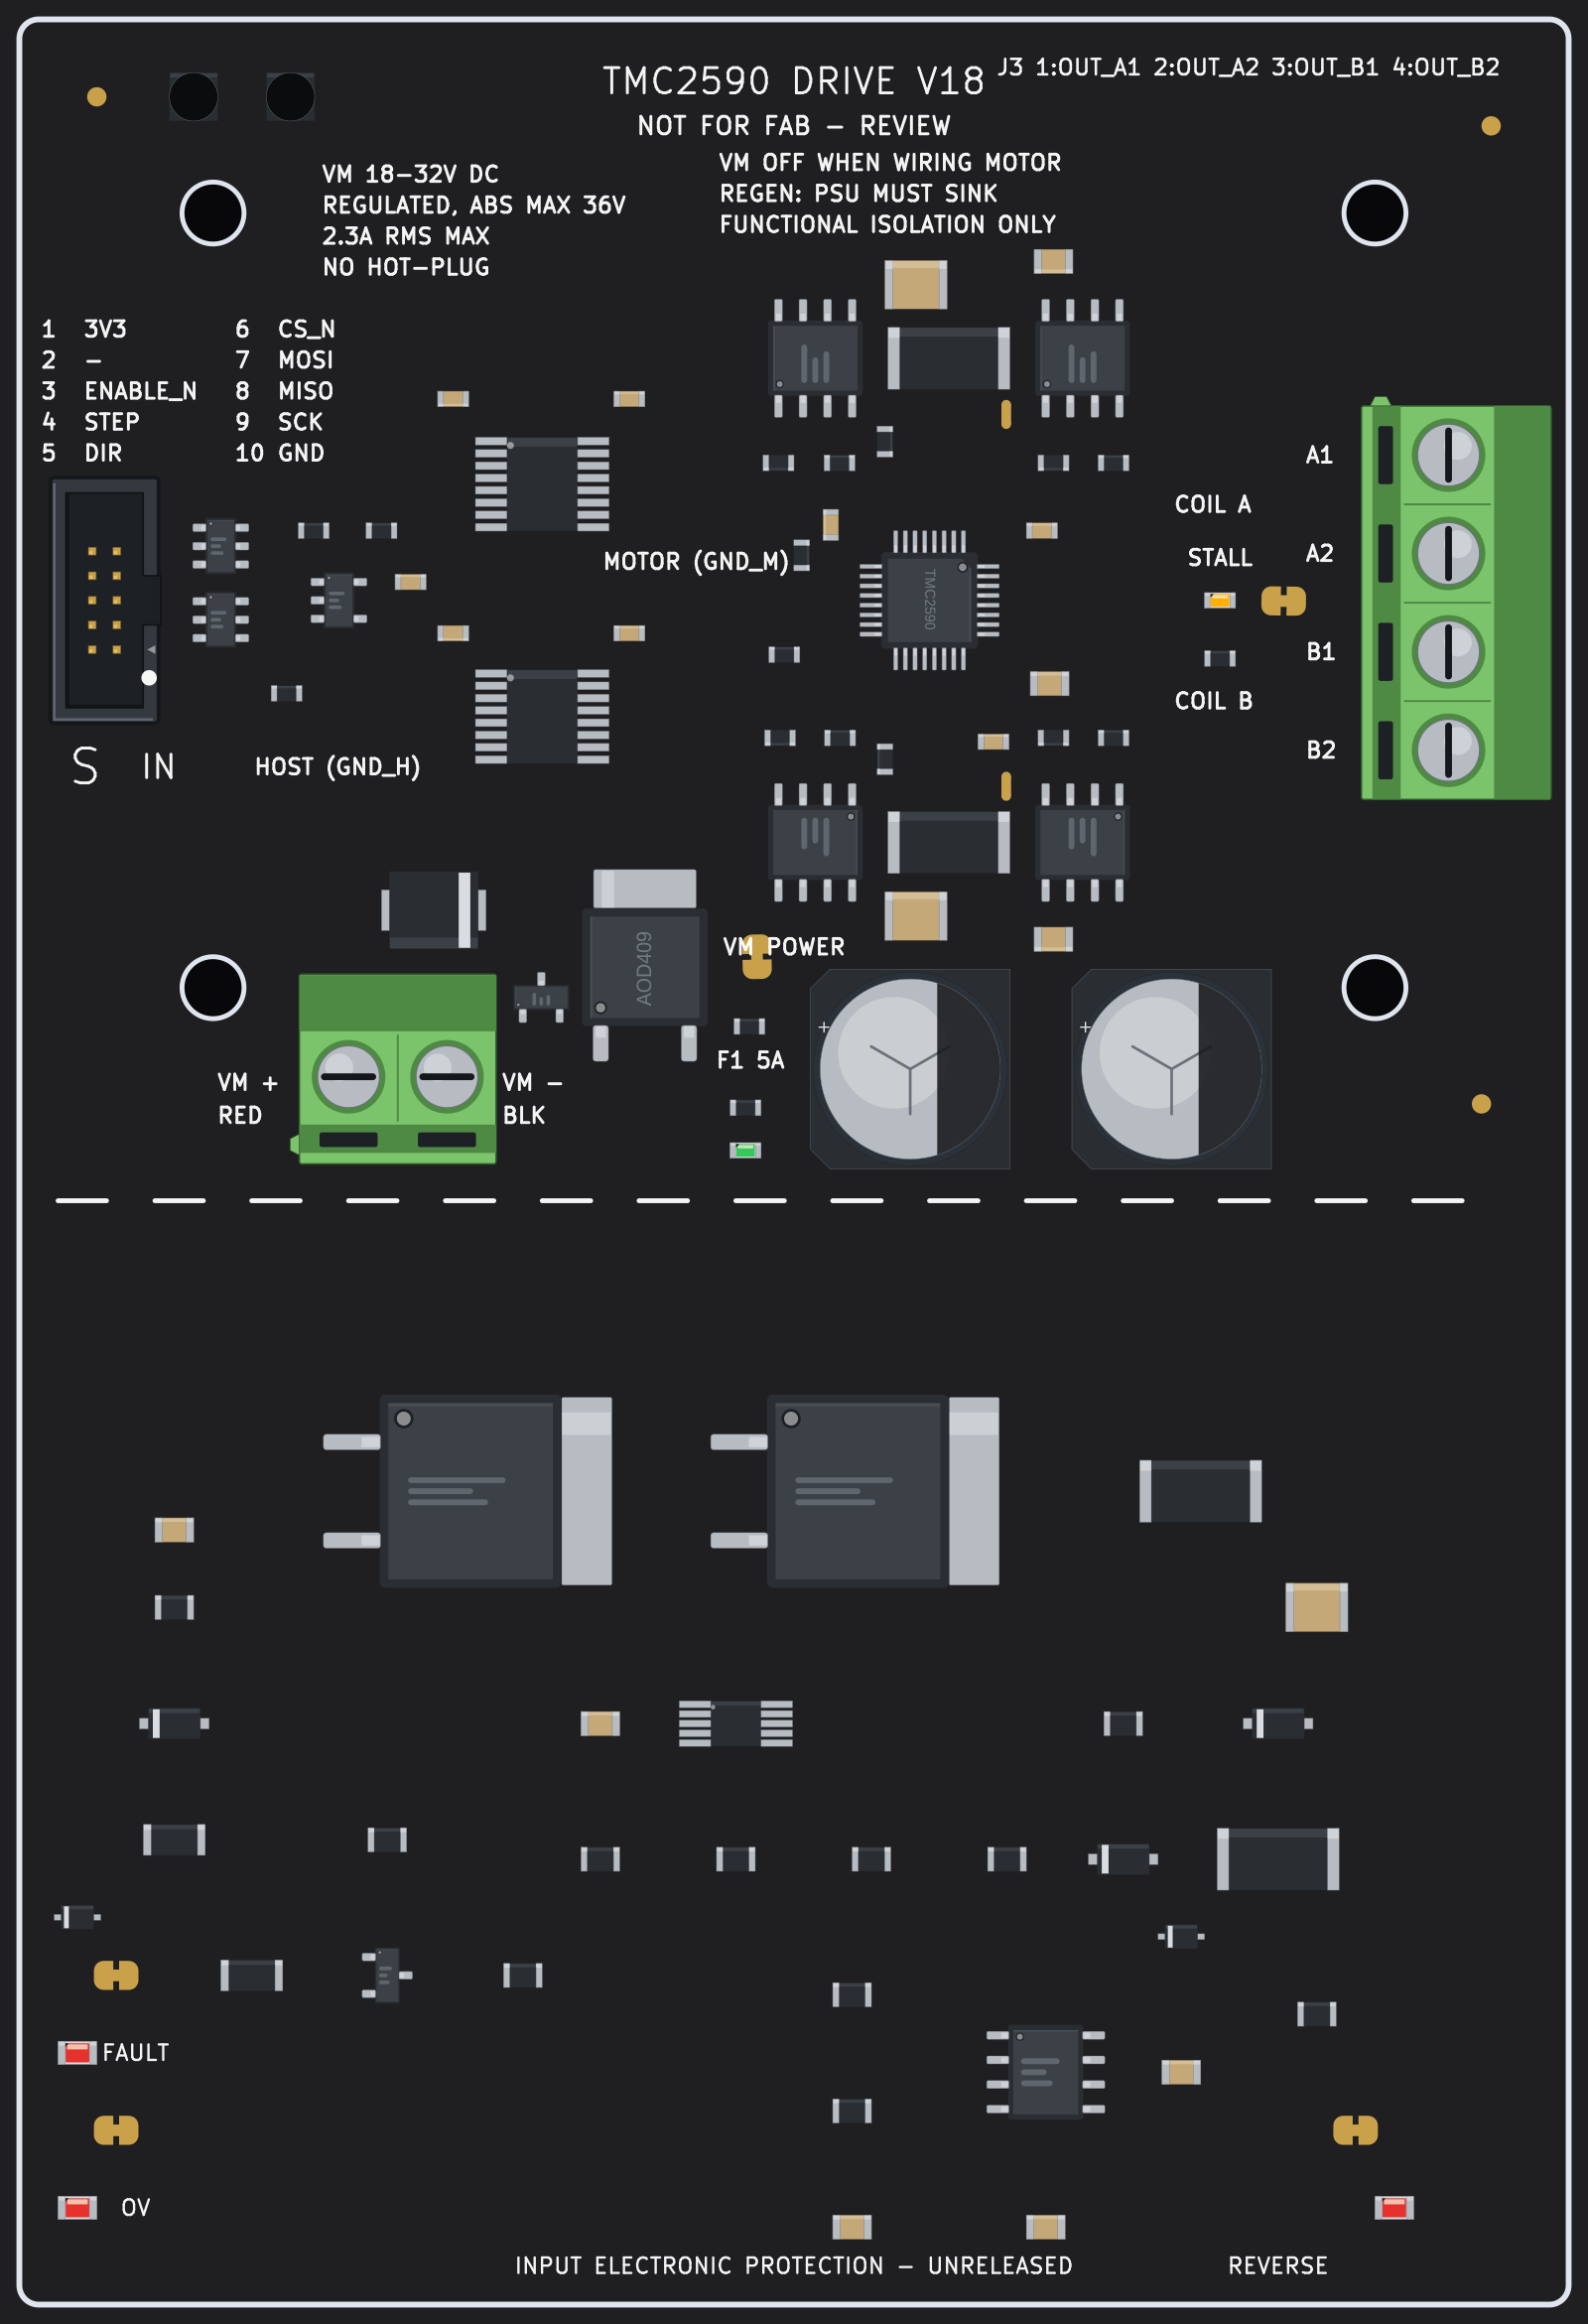 TMC2590 DRIVE V18
J3 1:OUT_A1 2:OUT_A2 3:OUT_B1 4:OUT_B2
NOT FOR FAB - REVIEW
VM 18-32V DC
REGULATED, ABS MAX 36V
2.3A RMS MAX
NO HOT-PLUG
VM OFF WHEN WIRING MOTOR
REGEN: PSU MUST SINK
FUNCTIONAL ISOLATION ONLY
1 3V3 6 CS_N
2 - 7 MOSI
3 ENABLE_N 8 MISO
4 STEP 9 SCK
5 DIR 10 GND
A1
COIL A
A2
STALL
MOTOR (GND_M)
TMC2590
B1
COIL B
B2
S IN
HOST (GND_H)
AOD409
VM POWER
F1 5A
VM +
RED
VM -
BLK
+
+
FAULT
OV
INPUT ELECTRONIC PROTECTION - UNRELEASED
REVERSE